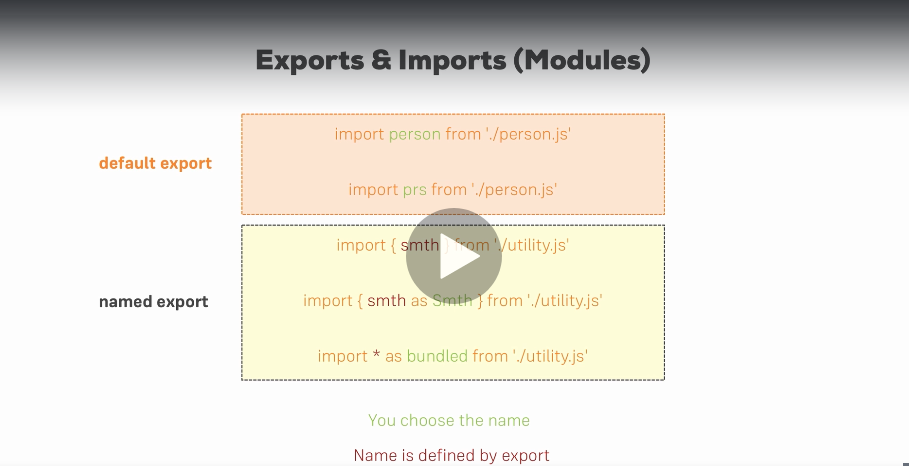 Exports & Imports (Modules)
default export
import person from './person.js'
import prs from './person.js'
named export
import { smth } from './utility.js'
import { smth as Smth } from './utility.js'
import * as bundled from './utility.js'
You choose the name
Name is defined by export